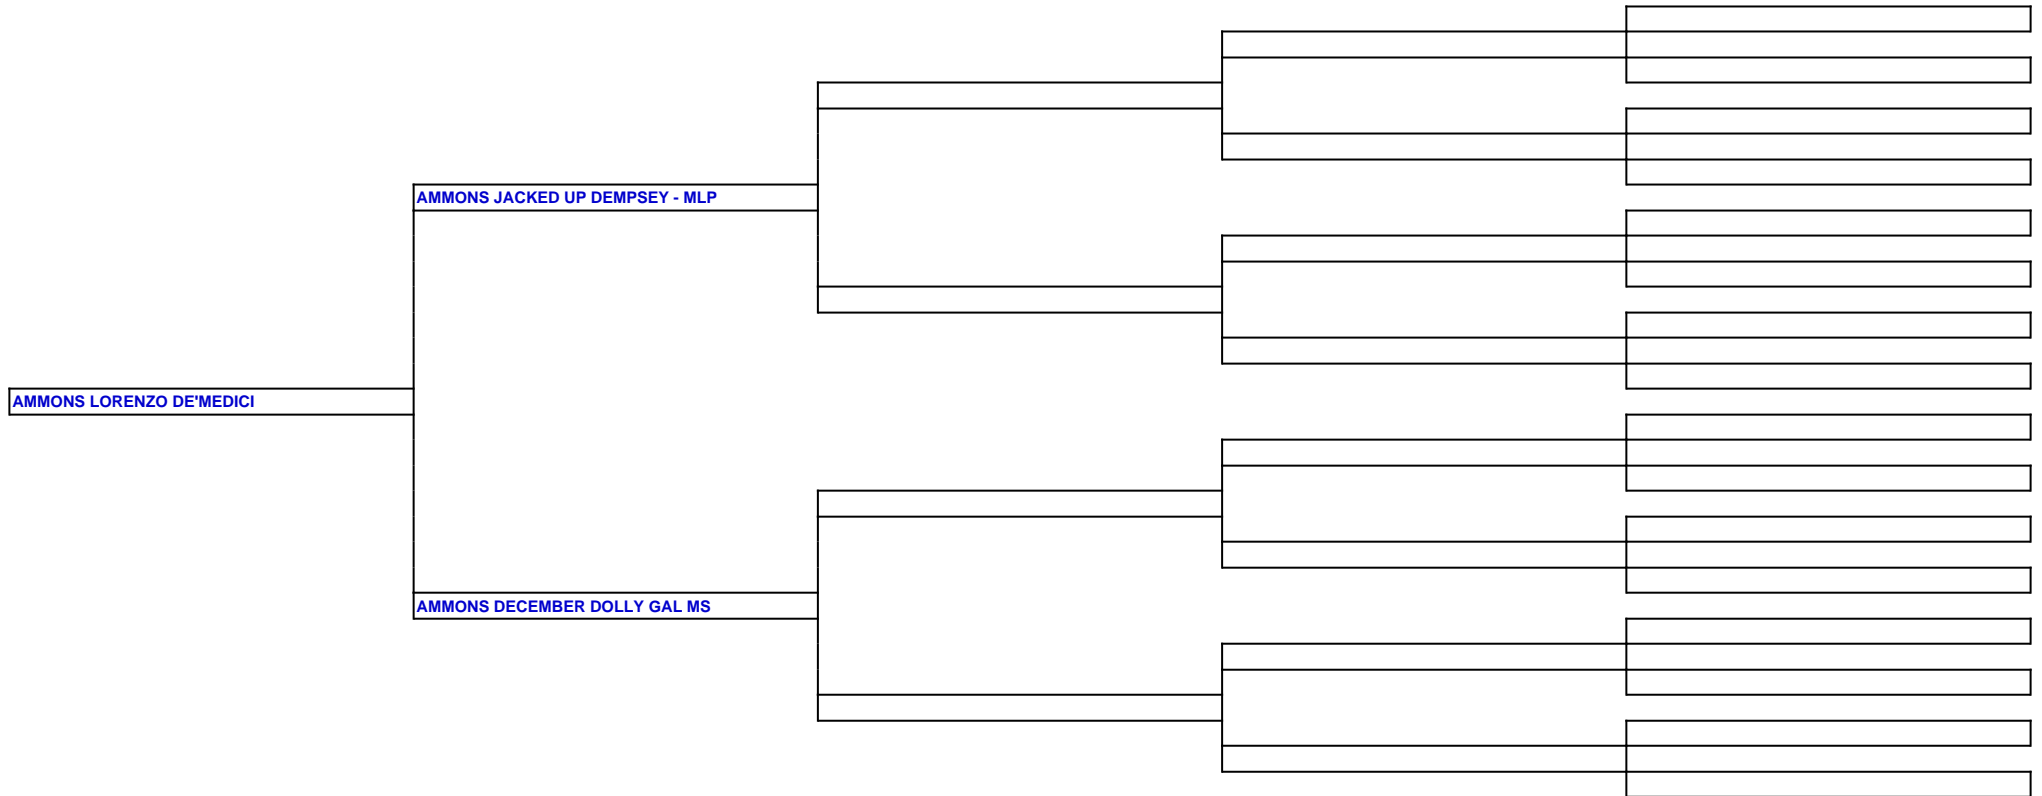 AMMONS JACKED UP DEMPSEY - MLP
AMMONS LORENZO DE'MEDICI
AMMONS DECEMBER DOLLY GAL MS